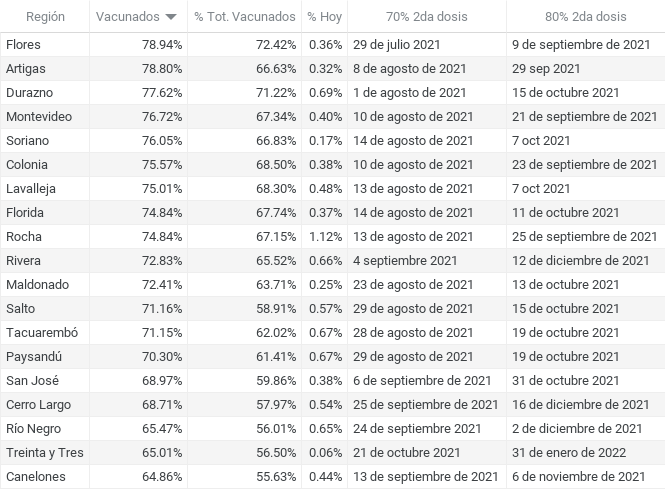 Región Vacunados % Tot. Vacunados % Hoy 70% 2da dosis 80% 2da dosis
Flores 78.94% 72.42% 0.36% 29 de julio 2021 9 de septiembre de 2021
Artigas 78.80% 66.63% 0.32% 8 de agosto de 2021 29 sep 2021
Durazno 77.62% 71.22% 0.69% 1 de agosto de 2021 15 de octubre 2021
Montevideo 76.72% 67.34% 0.40% 10 de agosto de 2021 21 de septiembre de 2021
Soriano 76.05% 66.83% 0.17% 14 de agosto de 2021 7 oct 2021
Colonia 75.57% 68.50% 0.38% 10 de agosto de 2021 23 de septiembre de 2021
Lavalleja 75.01% 68.30% 0.48% 13 de agosto de 2021 7 oct 2021
Florida 74.84% 67.74% 0.37% 14 de agosto de 2021 11 de octubre 2021
Rocha 74.84% 67.15% 1.12% 13 de agosto de 2021 25 de septiembre de 2021
Rivera 72.83% 65.52% 0.66% 4 septiembre 2021 12 de diciembre de 2021
Maldonado 72.41% 63.71% 0.25% 23 de agosto de 2021 13 de octubre 2021
Salto 71.16% 58.91% 0.57% 29 de agosto de 2021 15 de octubre 2021
Tacuarembó 71.15% 62.02% 0.67% 28 de agosto de 2021 19 de octubre 2021
Paysandú 70.30% 61.41% 0.67% 29 de agosto de 2021 19 de octubre 2021
San José 68.97% 59.86% 0.38% 6 de septiembre de 2021 31 de octubre 2021
Cerro Largo 68.71% 57.97% 0.54% 25 de septiembre de 2021 16 de diciembre de 2021
Río Negro 65.47% 56.01% 0.65% 24 de septiembre 2021 2 de diciembre de 2021
Treinta y Tres 65.01% 56.50% 0.06% 21 de octubre 2021 31 de enero de 2022
Canelones 64.86% 55.63% 0.44% 13 de septiembre de 2021 6 de noviembre de 2021